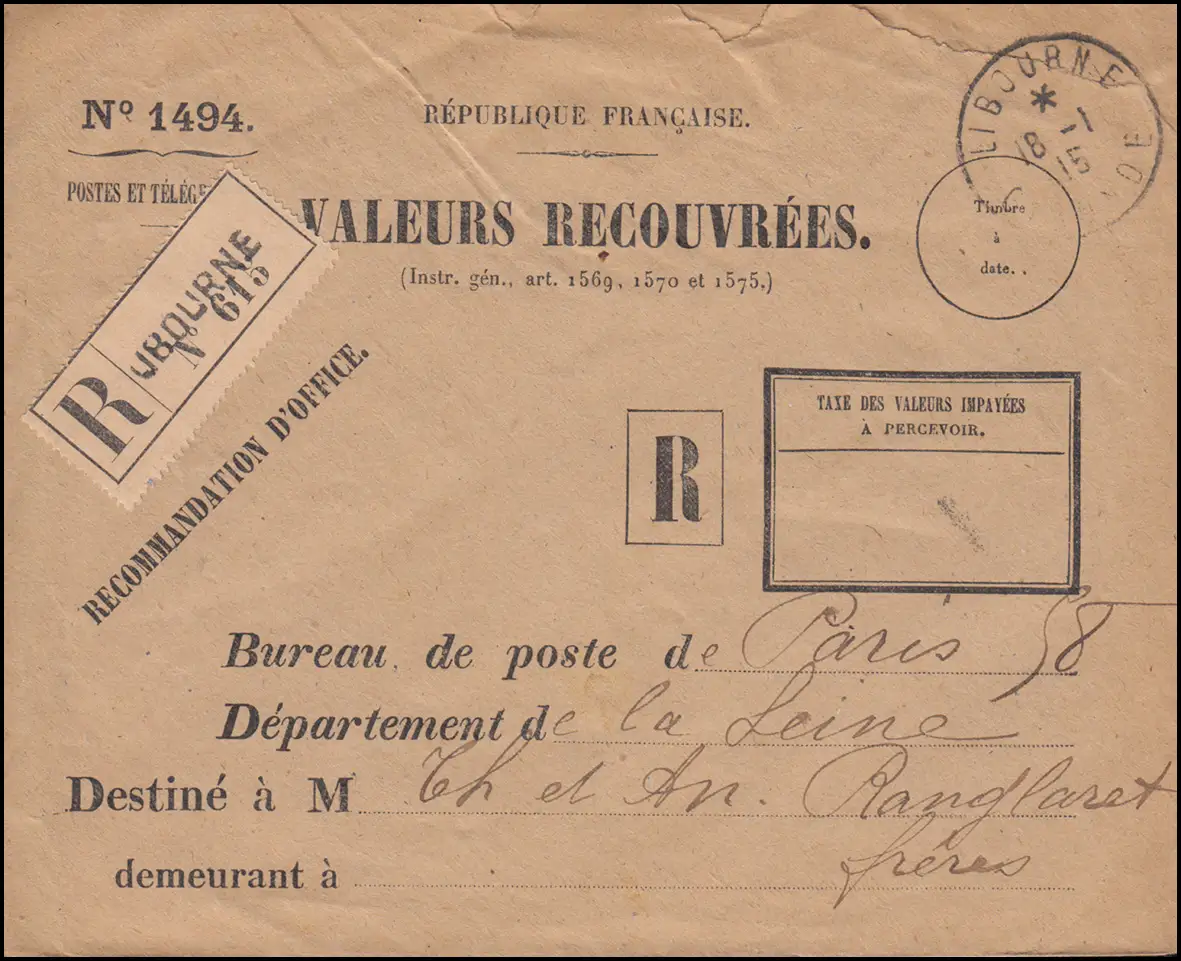 Nº 1494.
RÉPUBLIQUE FRANÇAISE.
LIBOURNE
* 1-1
18 15
POSTES ET TÉLÉG
VALEURS RECOUVRÉES.
(Instr. gén., art. 1569, 1570 et 1575.)
Timbre
à
date.
R LIBOURNE
Nº 615
RECOMMANDATION D'OFFICE.
R
TAXE DES VALEURS IMPAYÉES
À PERCEVOIR.
Bureau de poste de Paris 58
Département de la Seine
Destiné à M Th et An. Ranglaret
frères
demeurant à